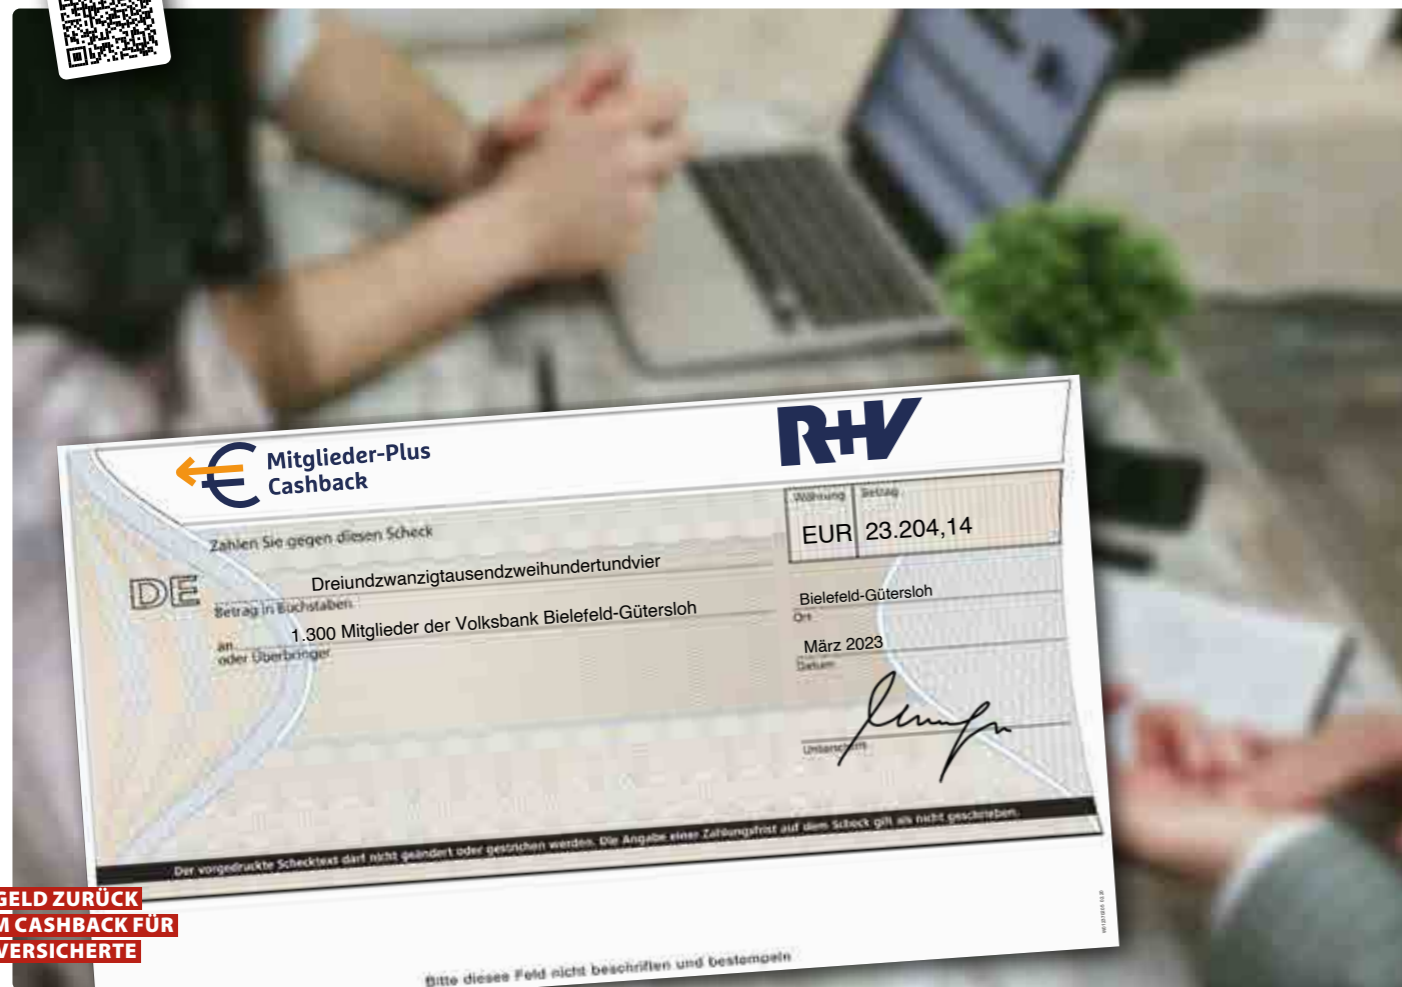 Mitglieder-Plus
Cashback
R+V
Zahlen Sie gegen diesen Scheck
Währung
Betrag
EUR
23.204,14
DE
Dreiundzwanzigtausendzweihundertundvier
Betrag in Buchstaben
1.300 Mitglieder der Volksbank Bielefeld-Gütersloh
an
oder Überbringer
Bielefeld-Gütersloh
Ort
März 2023
Datum
Unterschrift
Der vorgedruckte Schecktext darf nicht geändert oder gestrichen werden. Die Angabe einer Zahlungsfrist auf dem Scheck gilt als nicht geschrieben.
GELD ZURÜCK
M CASHBACK FÜR
VERSICHERTE
Bitte dieses Feld nicht beschriften und bestempeln